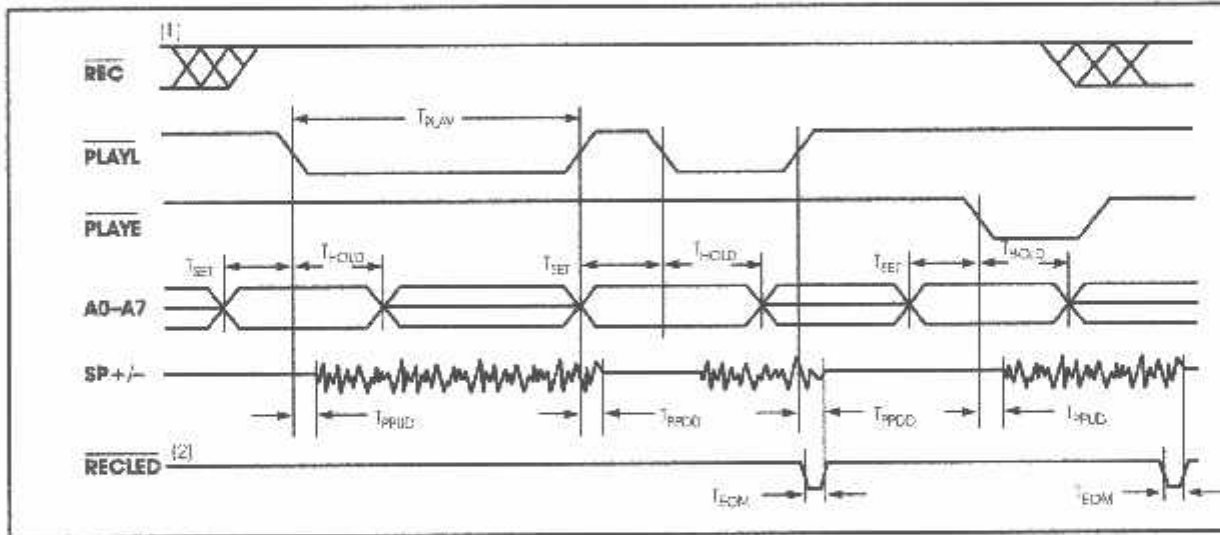 (1)
REC
T_PLAY
PLAYL
PLAYE
T_SET T_HOLD T_SET T_HOLD T_SET T_HOLD
A0–A7
SP+/–
T_PPUD T_PPDD T_PPDD T_PPUD
RECLED (2)
T_EOM T_EOM